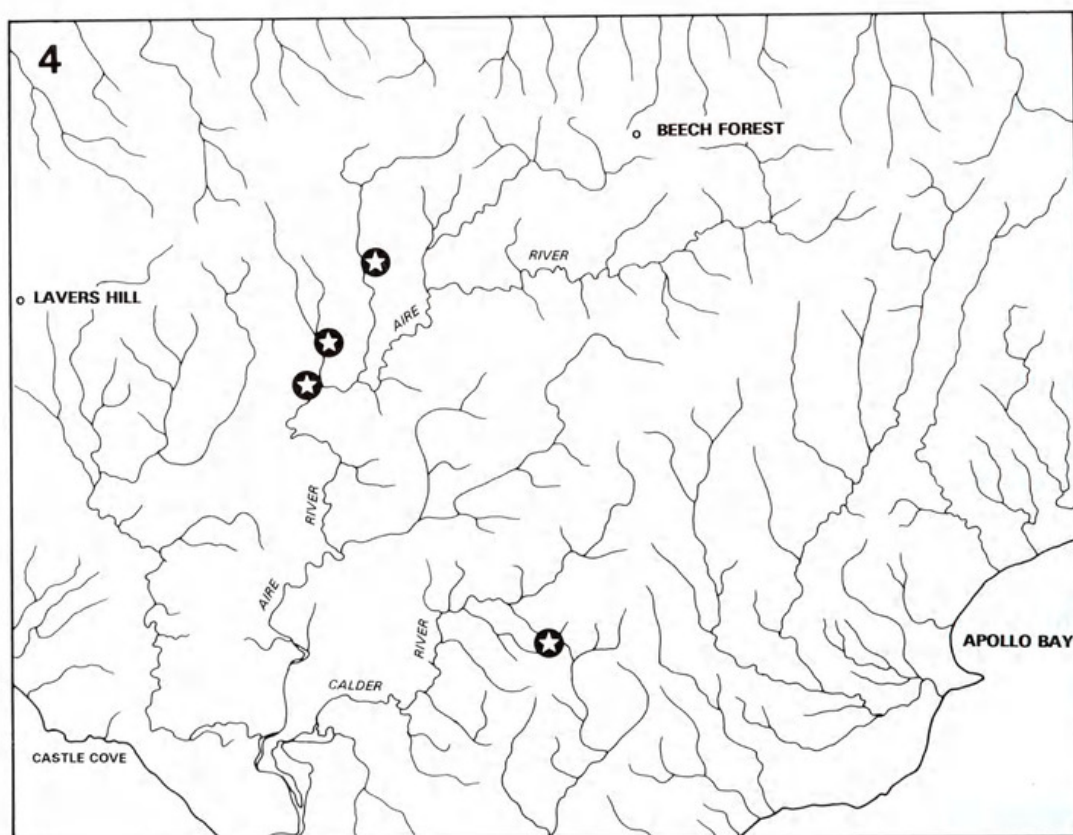 4
BEECH FOREST
RIVER
LAVERS HILL
AIRE
RIVER
AIRE
RIVER
APOLLO BAY
CALDER
CASTLE COVE